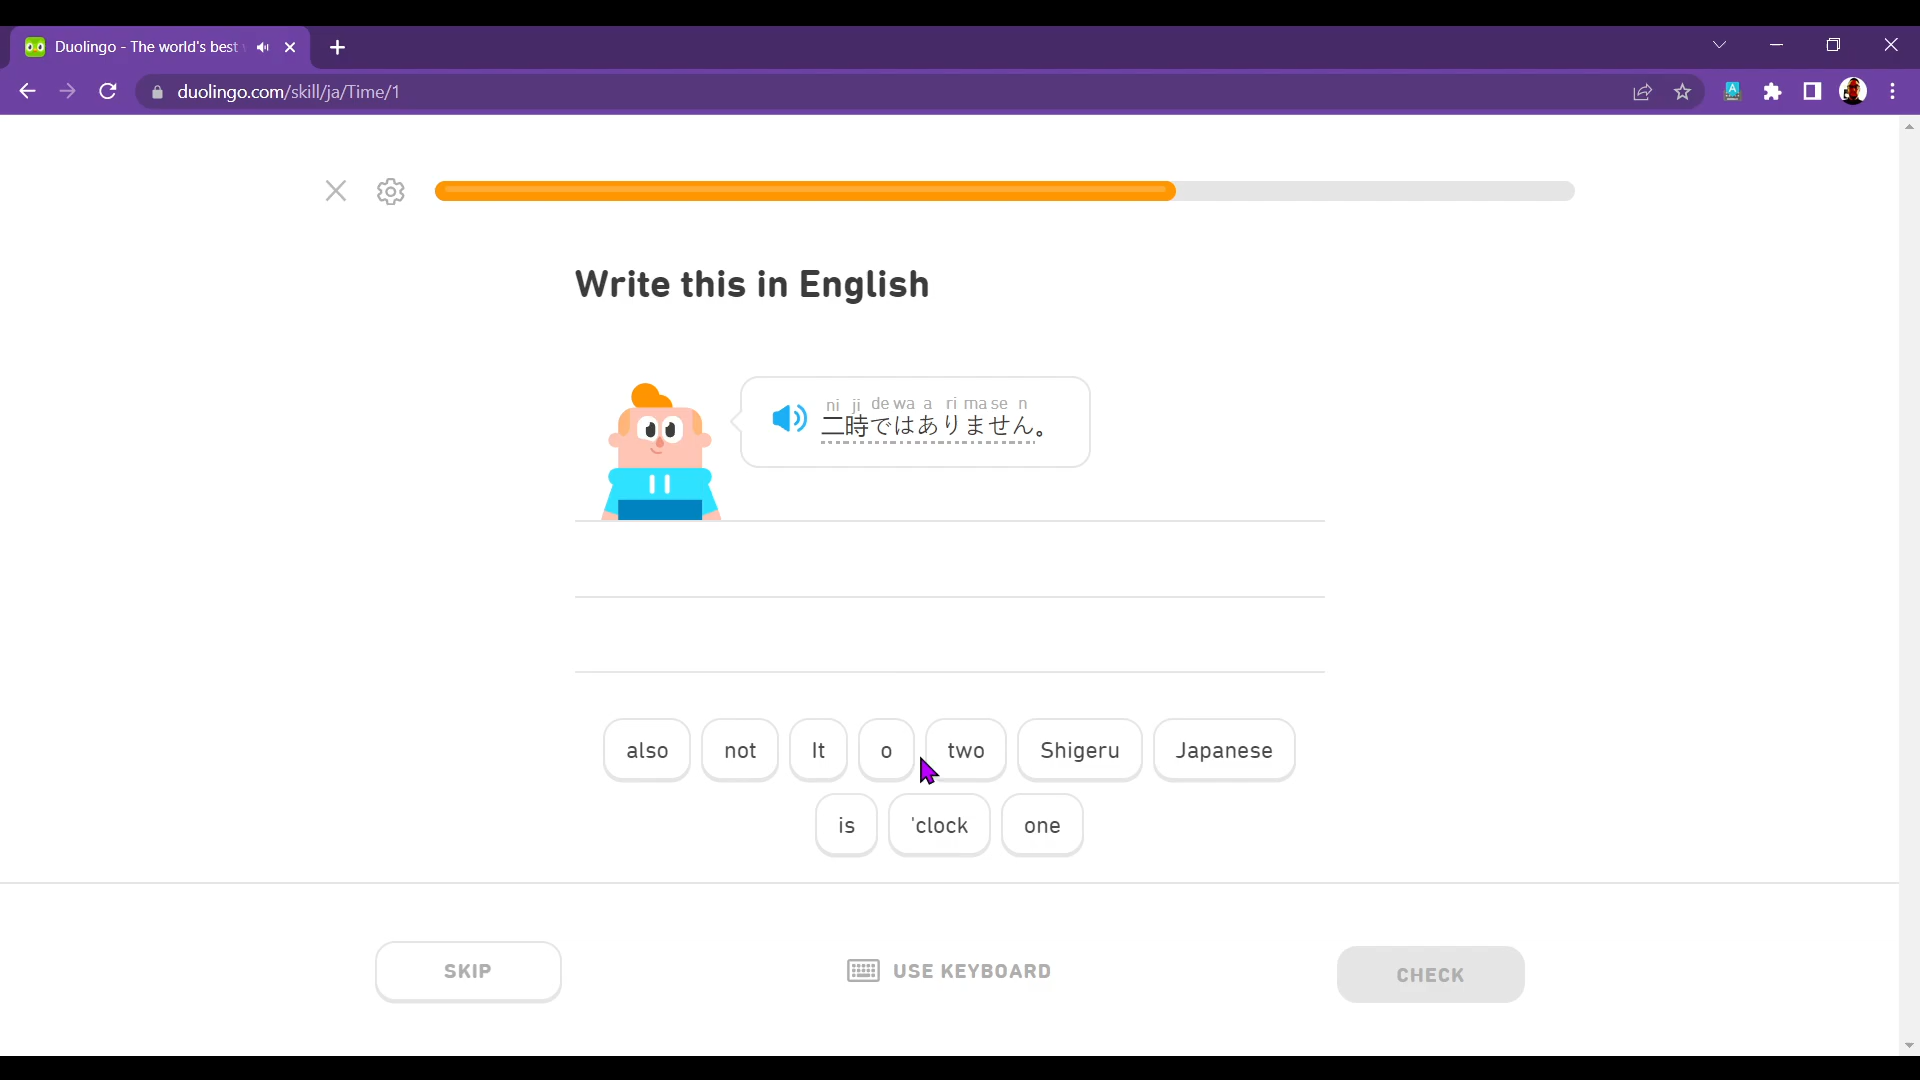 Duolingo - The world's best
duolingo.com/skill/ja/Time/1
Write this in English
ni ji de wa a ri ma se n
二時ではありません。
also not It o two Shigeru Japanese
is 'clock one
SKIP USE KEYBOARD CHECK